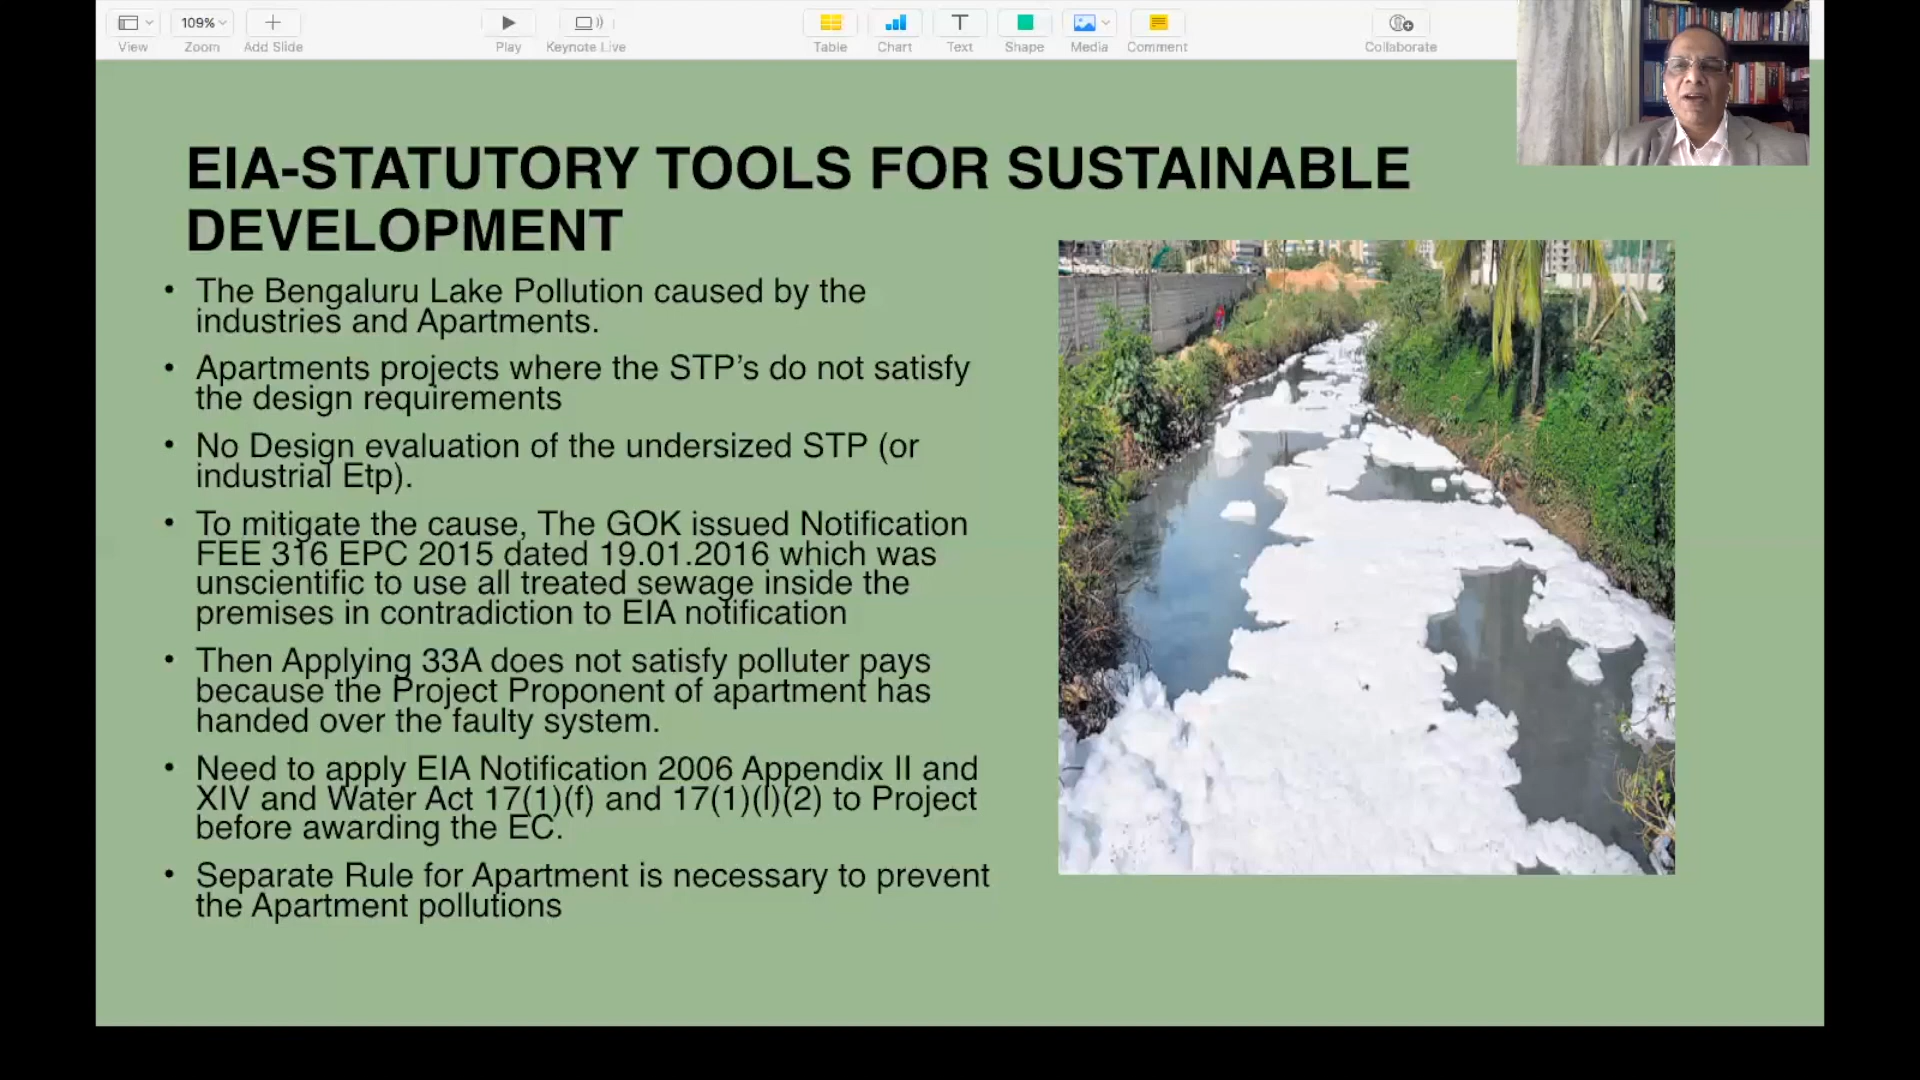 109%
View
Zoom
Add Slide
Play
Keynote Live
Table
Chart
Text
Shape
Media
Comment
Collaborate
EIA-STATUTORY TOOLS FOR SUSTAINABLE
DEVELOPMENT
• The Bengaluru Lake Pollution caused by the
industries and Apartments.
• Apartments projects where the STP’s do not satisfy
the design requirements
• No Design evaluation of the undersized STP (or
industrial Etp).
• To mitigate the cause, The GOK issued Notification
FEE 316 EPC 2015 dated 19.01.2016 which was
unscientific to use all treated sewage inside the
premises in contradiction to EIA notification
• Then Applying 33A does not satisfy polluter pays
because the Project Proponent of apartment has
handed over the faulty system.
• Need to apply EIA Notification 2006 Appendix II and
XIV and Water Act 17(1)(f) and 17(1)(l)(2) to Project
before awarding the EC.
• Separate Rule for Apartment is necessary to prevent
the Apartment pollutions